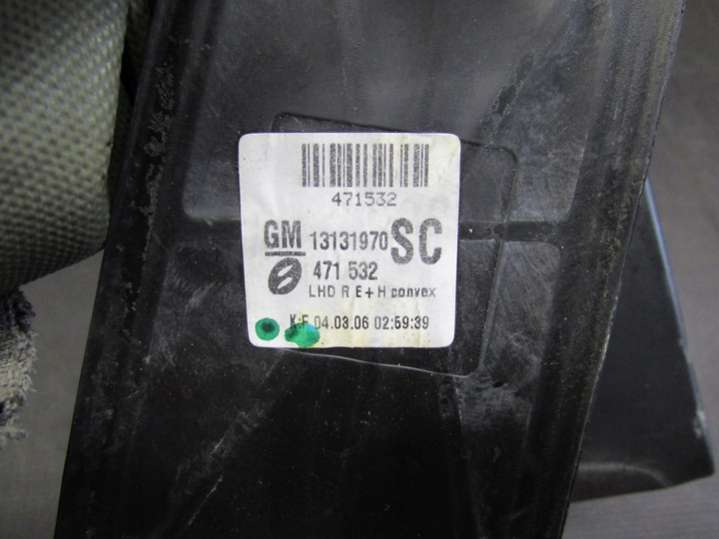 471532
GM 13131970 SC
471 532
LHD R E+H convex
K:F 04.03.06 02:59:39